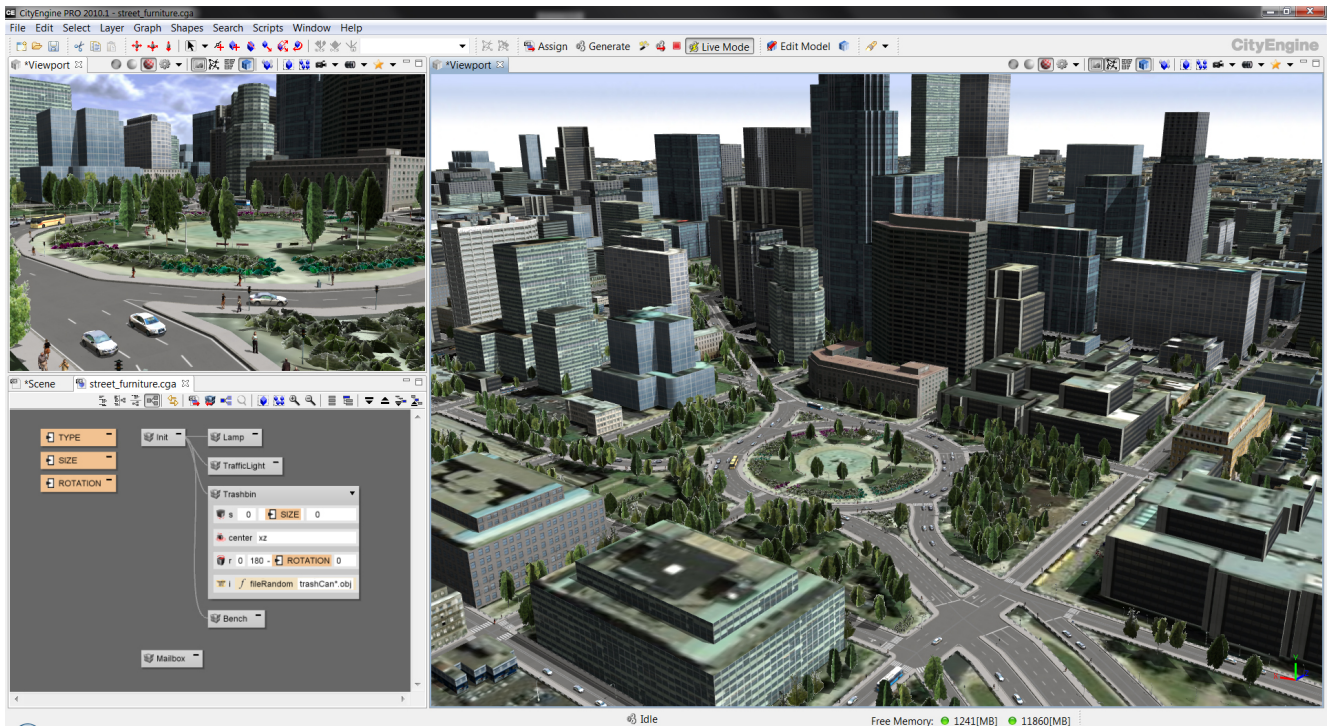 CE CityEngine PRO 2010.1 - street_furniture.cga
File Edit Select Layer Graph Shapes Search Scripts Window Help
Assign Generate Live Mode Edit Model CityEngine
*Viewport
*Viewport
*Scene street_furniture.cga
TYPE
SIZE
ROTATION
Init
Lamp
TrafficLight
Trashbin
s 0 SIZE 0
center xz
r 0 180 - ROTATION 0
i f fileRandom trashCan*.obj
Bench
Mailbox
Idle
Free Memory: 1241[MB] 11860[MB]